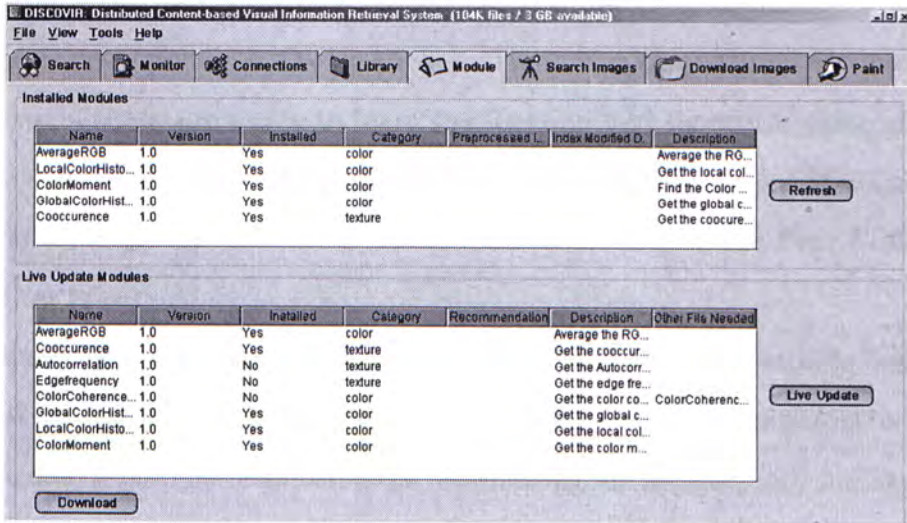 DISCOVIR: Distributed Content-based Visual Information Retrieval System (104K files / 3 GB available)
File View Tools Help
Search Monitor Connections Library Module Search Images Download Images Paint
Installed Modules
Name Version Installed Category Preprocessed I... Index Modified D... Description
AverageRGB 1.0 Yes color Average the RG...
LocalColorHisto... 1.0 Yes color Get the local col...
ColorMoment 1.0 Yes color Find the Color ...
GlobalColorHist... 1.0 Yes color Get the global c...
Cooccurence 1.0 Yes texture Get the coocure...
Refresh
Live Update Modules
Name Version Installed Category Recommendation Description Other File Needed
AverageRGB 1.0 Yes color Average the RG...
Cooccurence 1.0 Yes texture Get the cooccur...
Autocorrelation 1.0 No texture Get the Autocorr...
Edgefrequency 1.0 No texture Get the edge fre...
ColorCoherence... 1.0 No color Get the color co... ColorCoherenc...
GlobalColorHist... 1.0 Yes color Get the global c...
LocalColorHisto... 1.0 Yes color Get the local col...
ColorMoment 1.0 Yes color Get the color m...
Live Update
Download